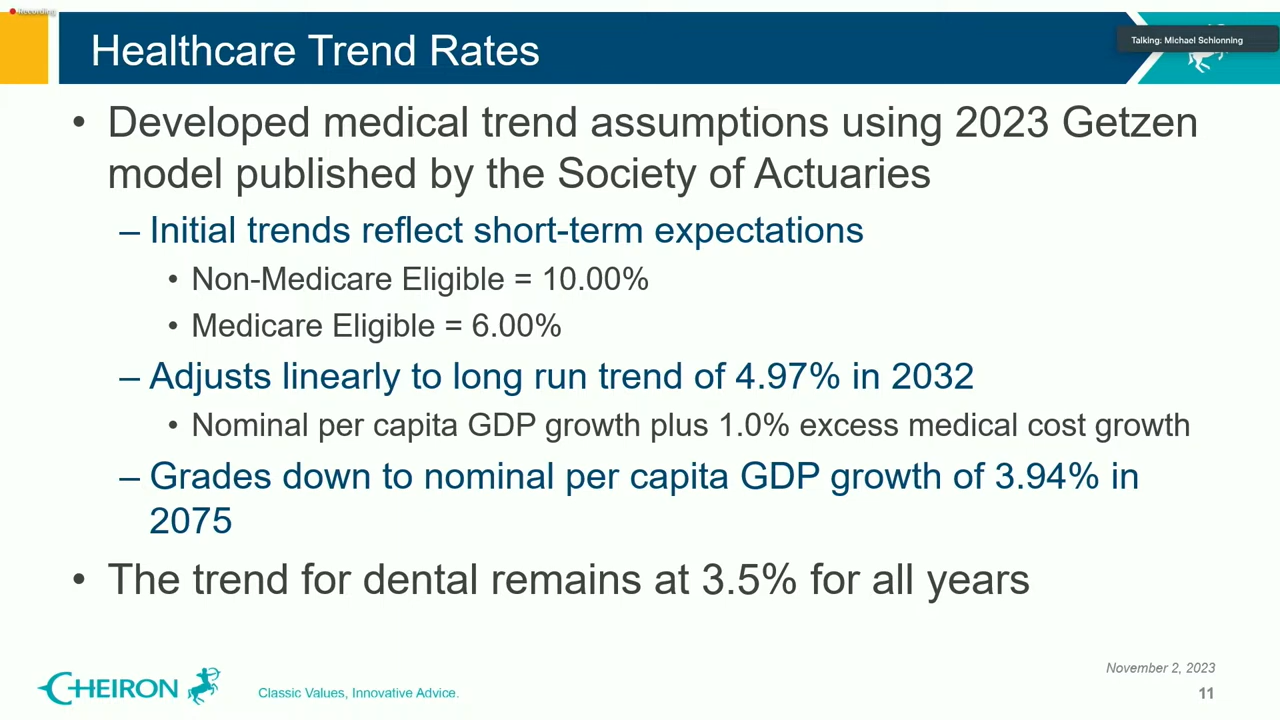 Recording
Healthcare Trend Rates
Talking: Michael Schlonning
• Developed medical trend assumptions using 2023 Getzen
model published by the Society of Actuaries
– Initial trends reflect short-term expectations
• Non-Medicare Eligible = 10.00%
• Medicare Eligible = 6.00%
– Adjusts linearly to long run trend of 4.97% in 2032
• Nominal per capita GDP growth plus 1.0% excess medical cost growth
– Grades down to nominal per capita GDP growth of 3.94% in
2075
• The trend for dental remains at 3.5% for all years
November 2, 2023
CHEIRON
Classic Values, Innovative Advice.
11